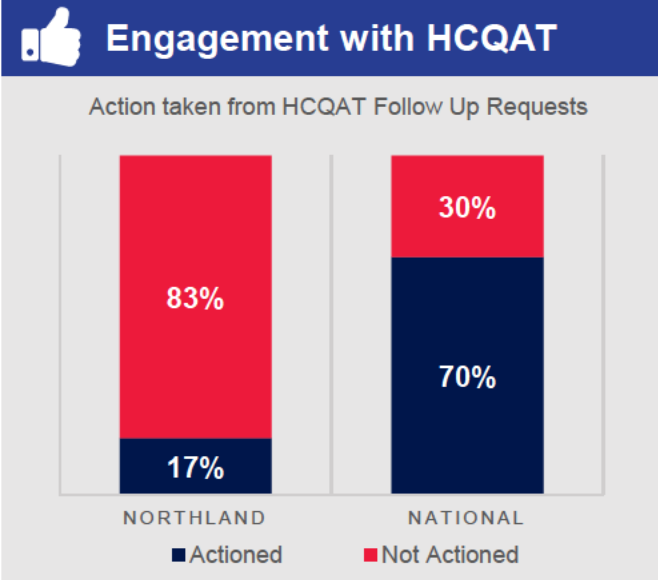 Engagement with HCQAT
Action taken from HCQAT Follow Up Requests
83%
17%
30%
70%
NORTHLAND
NATIONAL
Actioned
Not Actioned